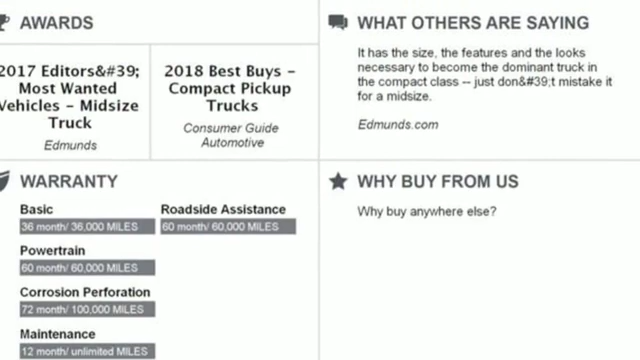 AWARDS
2017 Editors&#39;
Most Wanted
Vehicles - Midsize
Truck
Edmunds
2018 Best Buys -
Compact Pickup
Trucks
Consumer Guide
Automotive
WHAT OTHERS ARE SAYING
It has the size, the features and the looks
necessary to become the dominant truck in
the compact class -- just don&#39;t mistake it
for a midsize.
Edmunds.com
WARRANTY
Basic
36 month/ 36,000 MILES
Roadside Assistance
60 month/ 60,000 MILES
Powertrain
60 month/ 60,000 MILES
Corrosion Perforation
72 month/ 100,000 MILES
Maintenance
12 month/ unlimited MILES
WHY BUY FROM US
Why buy anywhere else?